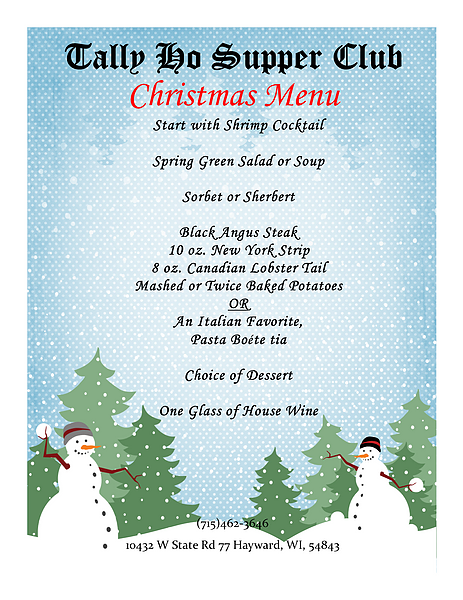 Tally Ho Supper Club
Christmas Menu
Start with Shrimp Cocktail
Spring Green Salad or Soup
Sorbet or Sherbert
Black Angus Steak
10 oz. New York Strip
8 oz. Canadian Lobster Tail
Mashed or Twice Baked Potatoes
OR
An Italian Favorite,
Pasta Boéte tia
Choice of Dessert
One Glass of House Wine
(715)462-3646
10432 W State Rd 77 Hayward, WI, 54843